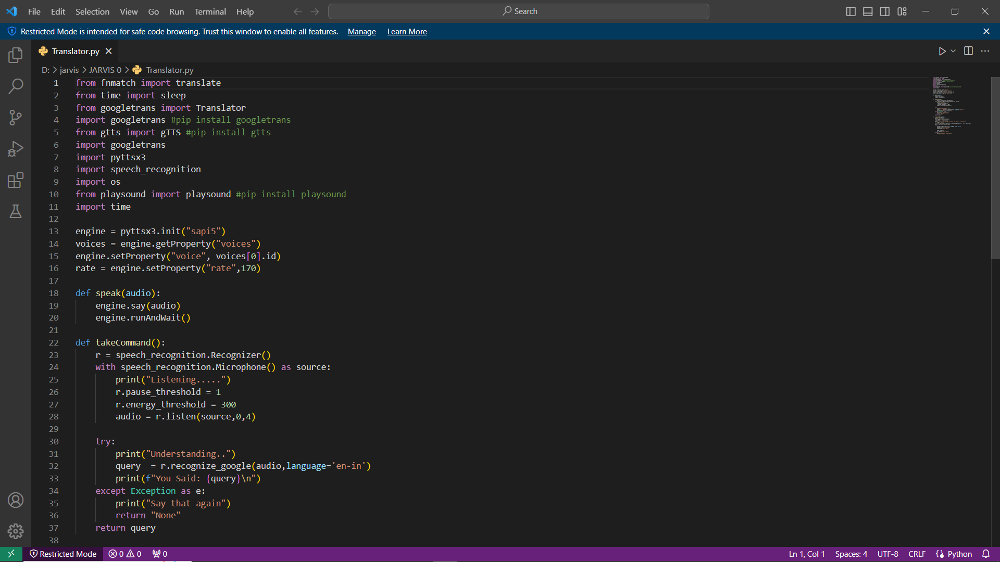 File Edit Selection View Go Run Terminal Help Search
Restricted Mode is intended for safe code browsing. Trust this window to enable all features. Manage Learn More
Translator.py
D: > jarvis > JARVIS 0 > Translator.py
1 from fnmatch import translate
2 from time import sleep
3 from googletrans import Translator
4 import googletrans #pip install googletrans
5 from gtts import gTTS #pip install gtts
6 import googletrans
7 import pyttsx3
8 import speech_recognition
9 import os
10 from playsound import playsound #pip install playsound
11 import time
12
13 engine = pyttsx3.init("sapi5")
14 voices = engine.getProperty("voices")
15 engine.setProperty("voice", voices[0].id)
16 rate = engine.setProperty("rate",170)
17
18 def speak(audio):
19     engine.say(audio)
20     engine.runAndWait()
21
22 def takeCommand():
23     r = speech_recognition.Recognizer()
24     with speech_recognition.Microphone() as source:
25         print("Listening.....")
26         r.pause_threshold = 1
27         r.energy_threshold = 300
28         audio = r.listen(source,0,4)
29
30     try:
31         print("Understanding..")
32         query  = r.recognize_google(audio,language='en-in')
33         print(f"You Said: {query}\n")
34     except Exception as e:
35         print("Say that again")
36         return "None"
37     return query
38
Restricted Mode 0 0 0 Ln 1, Col 1 Spaces: 4 UTF-8 CRLF Python